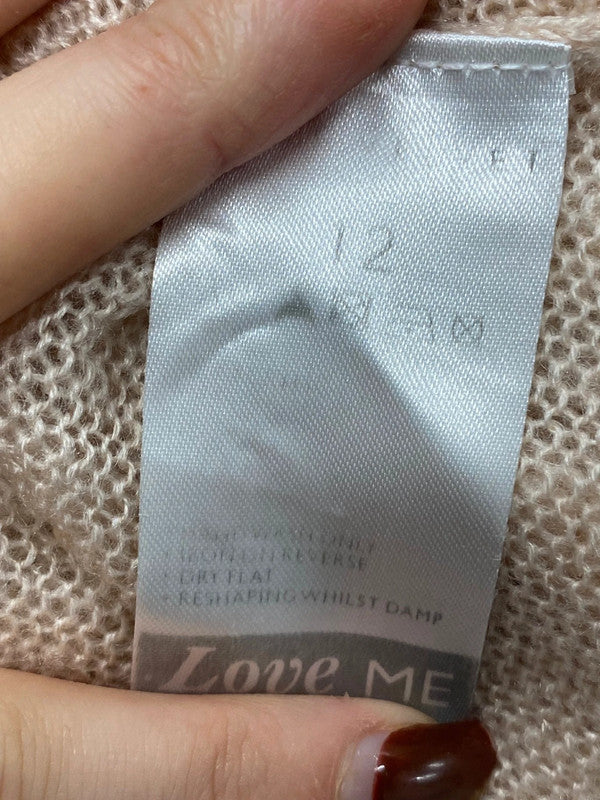 12
HAND WASH ONLY
• IRON ON REVERSE
• DRY FLAT
• RESHAPING WHILST DAMP
Love ME